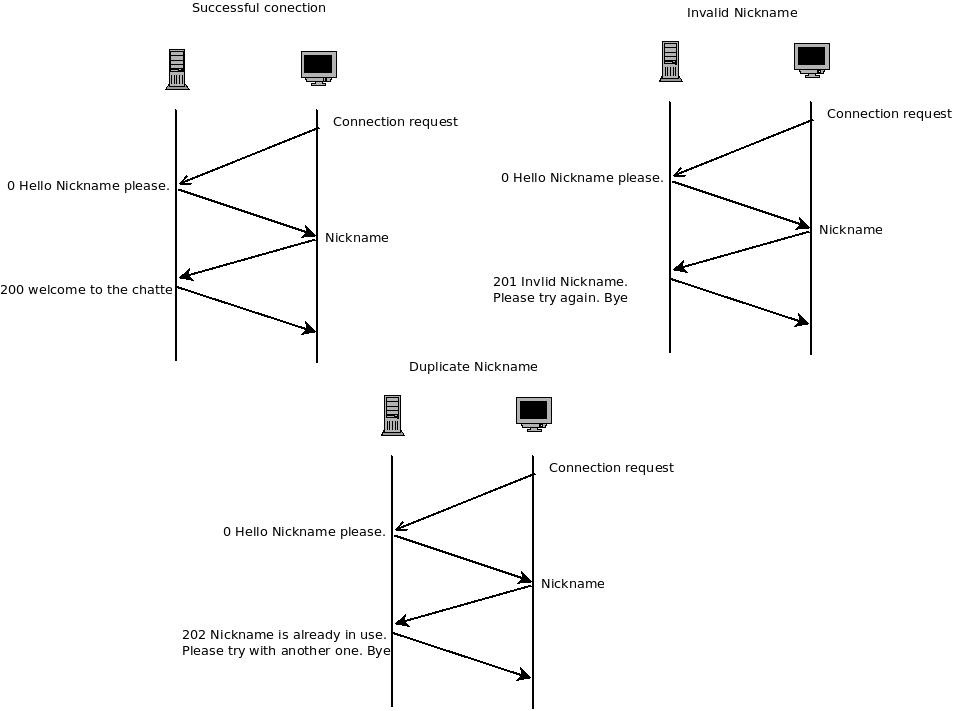 Successful conection
Connection request
0 Hello Nickname please.
Nickname
200 welcome to the chatte
Invalid Nickname
Connection request
0 Hello Nickname please.
Nickname
201 Invlid Nickname.
Please try again. Bye
Duplicate Nickname
Connection request
0 Hello Nickname please.
Nickname
202 Nickname is already in use.
Please try with another one. Bye